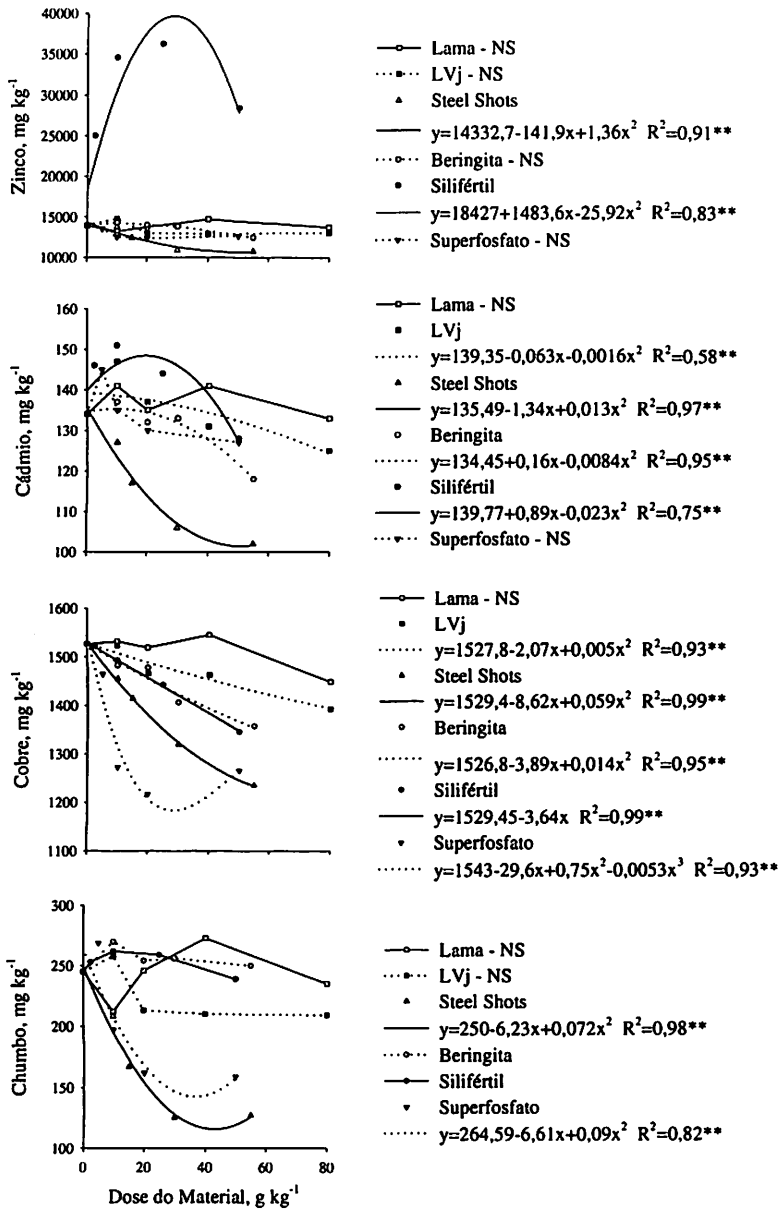 Zinco, mg kg⁻¹
40000
35000
30000
25000
20000
15000
10000
Lama - NS
LVj - NS
Steel Shots
y=14332,7-141,9x+1,36x² R²=0,91**
Beringita - NS
Silifértil
y=18427+1483,6x-25,92x² R²=0,83**
Superfosfato - NS
Cádmio, mg kg⁻¹
160
150
140
130
120
110
100
Lama - NS
LVj
y=139,35-0,063x-0,0016x² R²=0,58**
Steel Shots
y=135,49-1,34x+0,013x² R²=0,97**
Beringita
y=134,45+0,16x-0,0084x² R²=0,95**
Silifértil
y=139,77+0,89x-0,023x² R²=0,75**
Superfosfato - NS
Cobre, mg kg⁻¹
1600
1500
1400
1300
1200
1100
Lama - NS
LVj
y=1527,8-2,07x+0,005x² R²=0,93**
Steel Shots
y=1529,4-8,62x+0,059x² R²=0,99**
Beringita
y=1526,8-3,89x+0,014x² R²=0,95**
Silifértil
y=1529,45-3,64x R²=0,99**
Superfosfato
y=1543-29,6x+0,75x²-0,0053x³ R²=0,93**
Chumbo, mg kg⁻¹
300
250
200
150
100
0 20 40 60 80
Dose do Material, g kg⁻¹
Lama - NS
LVj - NS
Steel Shots
y=250-6,23x+0,072x² R²=0,98**
Beringita
Silifértil
Superfosfato
y=264,59-6,61x+0,09x² R²=0,82**